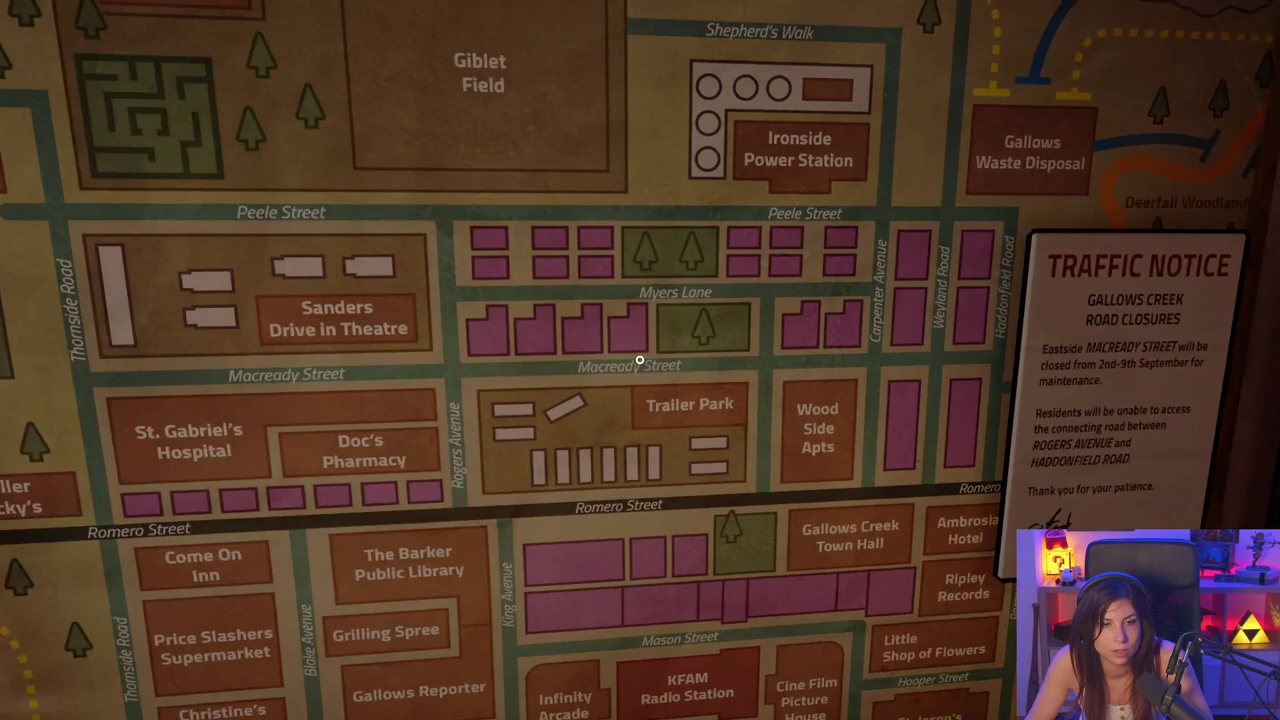 Shepherd's Walk
Giblet
Field
Ironside
Power Station
Gallows
Waste Disposal
Deerfall Woodlands
Peele Street
Peele Street
Thornside Road
Sanders
Drive in Theatre
Myers Lane
Carpenter Avenue
Weyland Road
Haddonfield Road
Macready Street
Macready Street
TRAFFIC NOTICE
GALLOWS CREEK
ROAD CLOSURES
Eastside MACREADY STREET will be
closed from 2nd-9th September for
maintenance.
Residents will be unable to access
the connecting road between
ROGERS AVENUE and
HADDONFIELD ROAD.
Thank you for your patience.
St. Gabriel's
Hospital
Doc's
Pharmacy
Rogers Avenue
Trailer Park
Wood
Side
Apts
Romero Street
Romero Street
Romero
Come On
Inn
The Barker
Public Library
King Avenue
Gallows Creek
Town Hall
Ambrosia
Hotel
Ripley
Records
Thornside Road
Price Slashers
Supermarket
Blake Avenue
Grilling Spree
Gallows Reporter
Mason Street
Little
Shop of Flowers
Hooper Street
Christine's
Infinity
Arcade
KFAM
Radio Station
Cine Film
Picture
House